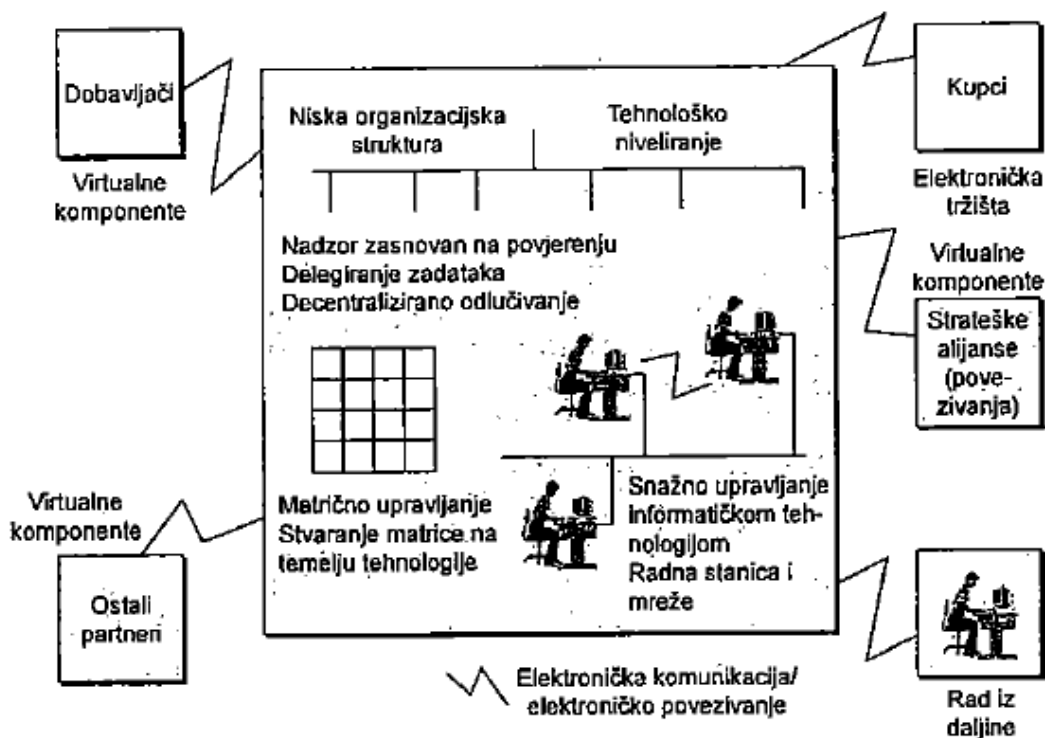 Dobavljači
Virtualne
komponente
Niska organizacijska
struktura
Tehnološko
niveliranje
Kupci
Elektronička
tržišta
Nadzor zasnovan na povjerenju
Delegiranje zadataka
Decentralizirano odlučivanje
Virtualne
komponente
Strateške
alijanse
(pove-
zivanja)
Virtualne
komponente
Ostali
partneri
Matrično upravljanje
Stvaranje matrice na
temelju tehnologije
Snažno upravljanje
informatičkom teh-
nologijom
Radna stanica i
mreže
Rad iz
daljine
Elektronička komunikacija/
elektroničko povezivanje